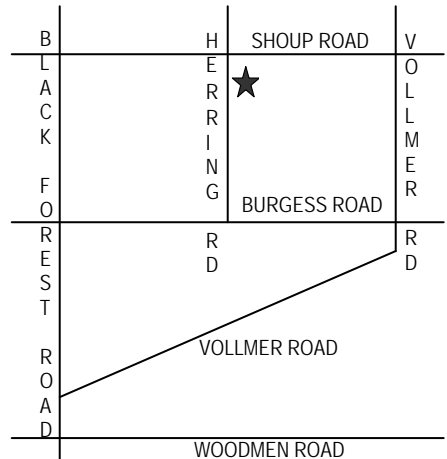 SHOUP ROAD
BLACK FOREST ROAD
HERRING RD
VOLLMER RD
BURGESS ROAD
VOLLMER ROAD
WOODMEN ROAD